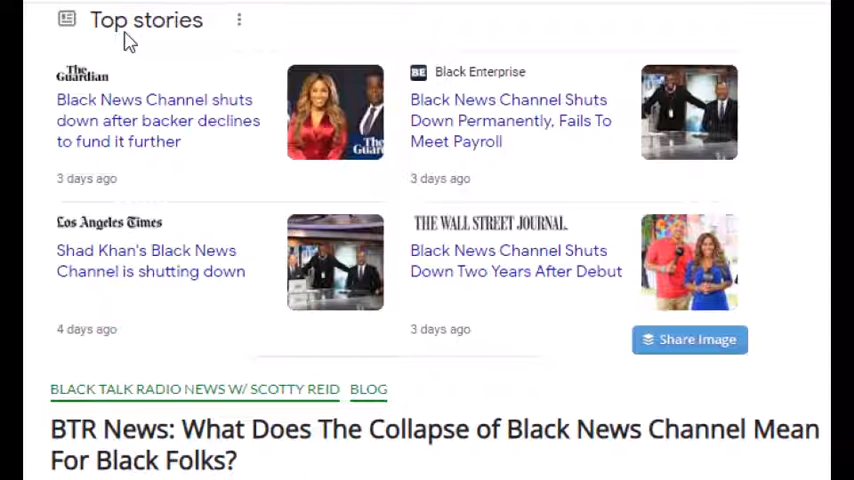 Top stories
The Guardian
Black News Channel shuts
down after backer declines
to fund it further
3 days ago
The
Guar
BE Black Enterprise
Black News Channel Shuts
Down Permanently, Fails To
Meet Payroll
3 days ago
Los Angeles Times
Shad Khan's Black News
Channel is shutting down
4 days ago
THE WALL STREET JOURNAL.
Black News Channel Shuts
Down Two Years After Debut
3 days ago
Share Image
BLACK TALK RADIO NEWS W/ SCOTTY REID BLOG
BTR News: What Does The Collapse of Black News Channel Mean
For Black Folks?